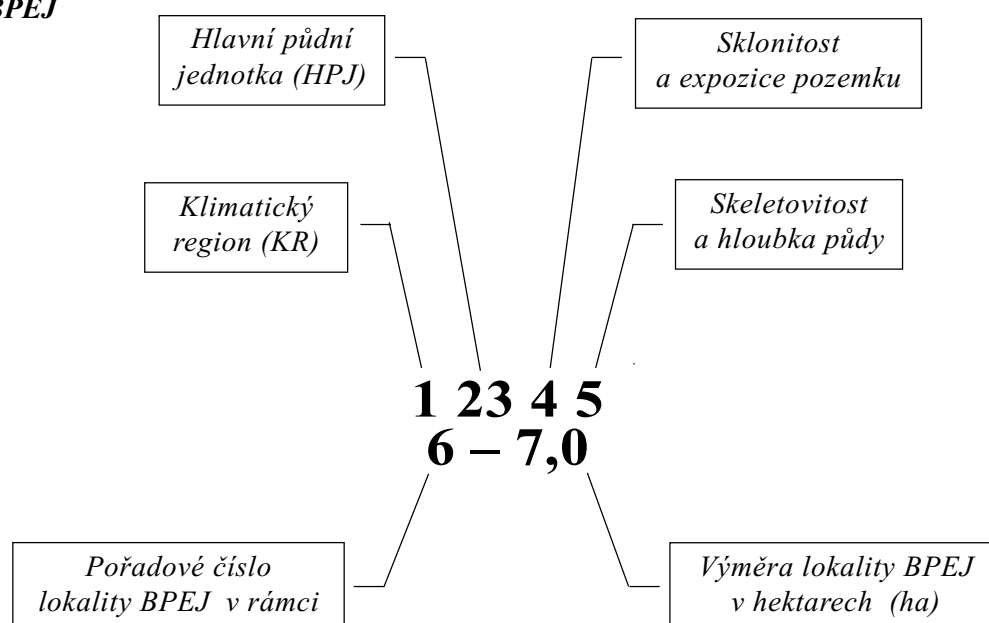 BPEJ
Hlavní půdní
jednotka (HPJ)
Sklonitost
a expozice pozemku
Klimatický
region (KR)
Skeletovitost
a hloubka půdy
1 23 4 5
6 – 7,0
Pořadové číslo
lokality BPEJ v rámci
Výměra lokality BPEJ
v hektarech (ha)